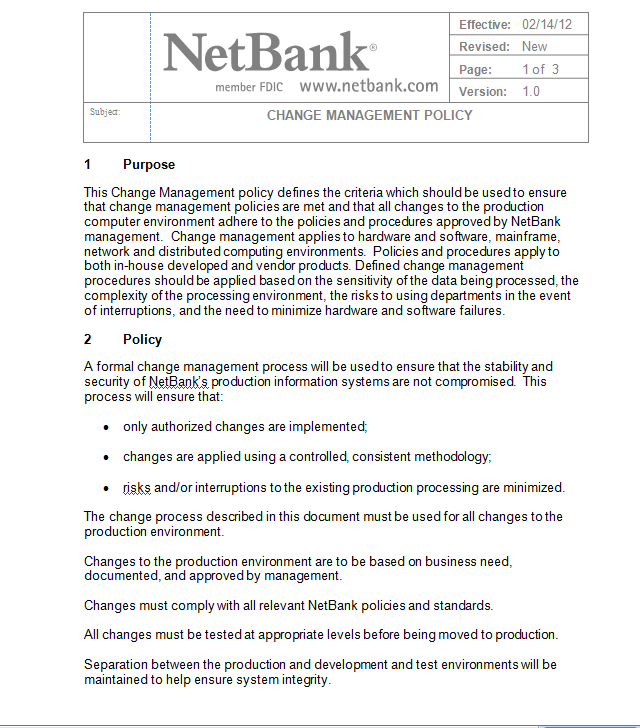 Effective: 02/14/12
NetBank®
Revised: New
Page: 1 of 3
member FDIC www.netbank.com
Version: 1.0
Subject:
CHANGE MANAGEMENT POLICY
1 Purpose
This Change Management policy defines the criteria which should be used to ensure
that change management policies are met and that all changes to the production
computer environment adhere to the policies and procedures approved by NetBank
management. Change management applies to hardware and software, mainframe,
network and distributed computing environments. Policies and procedures apply to
both in-house developed and vendor products. Defined change management
procedures should be applied based on the sensitivity of the data being processed, the
complexity of the processing environment, the risks to using departments in the event
of interruptions, and the need to minimize hardware and software failures.
2 Policy
A formal change management process will be used to ensure that the stability and
security of NetBank's production information systems are not compromised. This
process will ensure that:
• only authorized changes are implemented;
• changes are applied using a controlled, consistent methodology;
• risks and/or interruptions to the existing production processing are minimized.
The change process described in this document must be used for all changes to the
production environment.
Changes to the production environment are to be based on business need,
documented, and approved by management.
Changes must comply with all relevant NetBank policies and standards.
All changes must be tested at appropriate levels before being moved to production.
Separation between the production and development and test environments will be
maintained to help ensure system integrity.